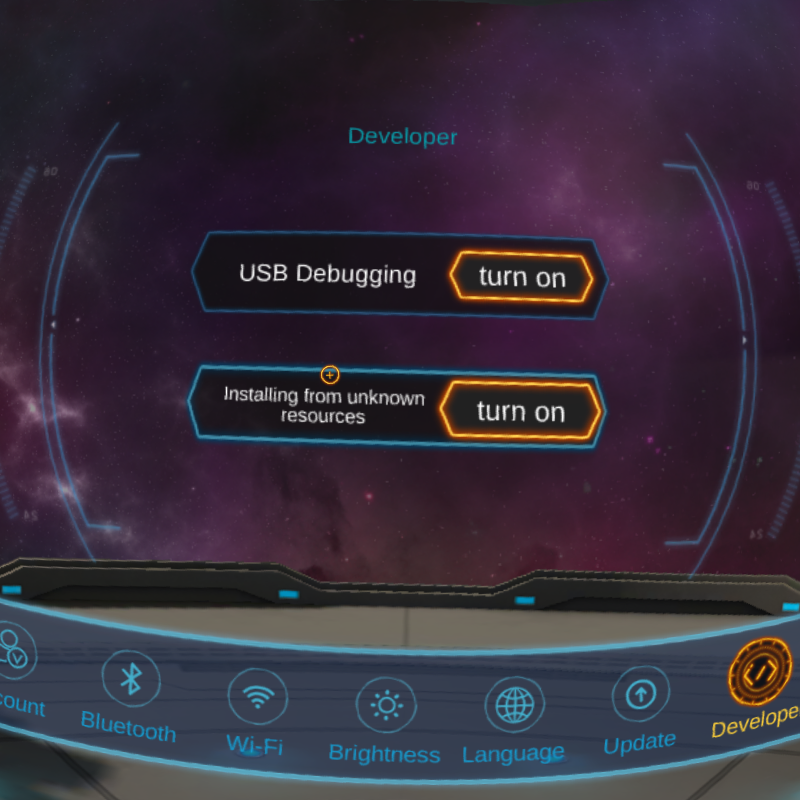 Developer
USB Debugging
turn on
Installing from unknown
resources
turn on
count
Bluetooth
Wi-Fi
Brightness
Language
Update
Develope